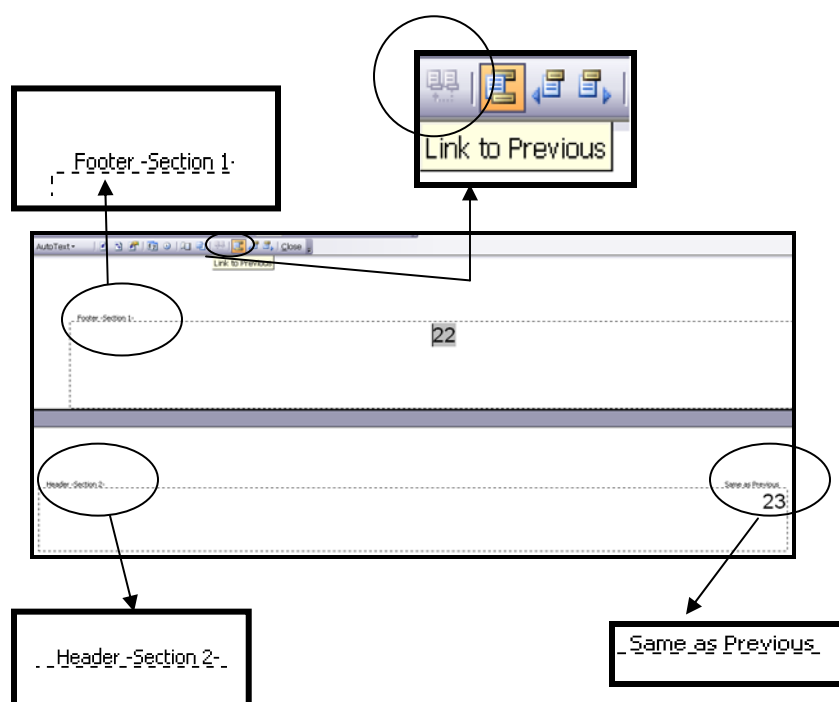 Link to Previous
Footer -Section 1-
AutoText
Close
Link to Previous
Footer -Section 1-
22
Header -Section 2-
Same as Previous
23
Header -Section 2-
Same as Previous